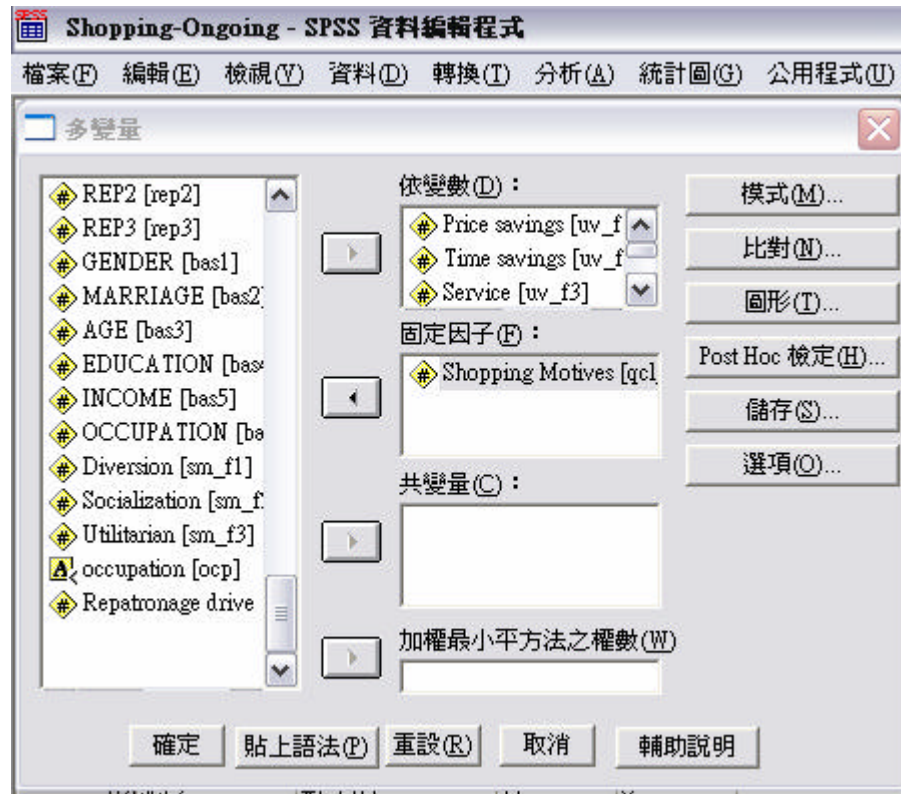 SPSS
Shopping-Ongoing - SPSS 資料編輯程式
檔案(F) 編輯(E) 檢視(V) 資料(D) 轉換(T) 分析(A) 統計圖(G) 公用程式(U)
多變量
REP2 [rep2]
REP3 [rep3]
GENDER [bas1]
MARRIAGE [bas2]
AGE [bas3]
EDUCATION [bas
INCOME [bas5]
OCCUPATION [ba
Diversion [sm_f1]
Socialization [sm_f
Utilitarian [sm_f3]
A occupation [ocp]
Repatronage drive
依變數(D)：
Price savings [uv_f
Time savings [uv_f
Service [uv_f3]
固定因子(F)：
Shopping Motives [qcl_
共變量(C)：
加權最小平方法之權數(W)
模式(M)...
比對(N)...
圖形(T)...
Post Hoc 檢定(H)...
儲存(S)...
選項(O)...
確定 貼上語法(P) 重設(R) 取消 輔助說明